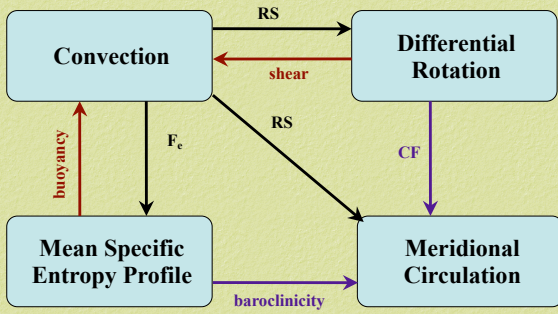 RS
Convection
Differential
Rotation
shear
RS
buoyancy
Fe
CF
Mean Specific
Entropy Profile
Meridional
Circulation
baroclinicity